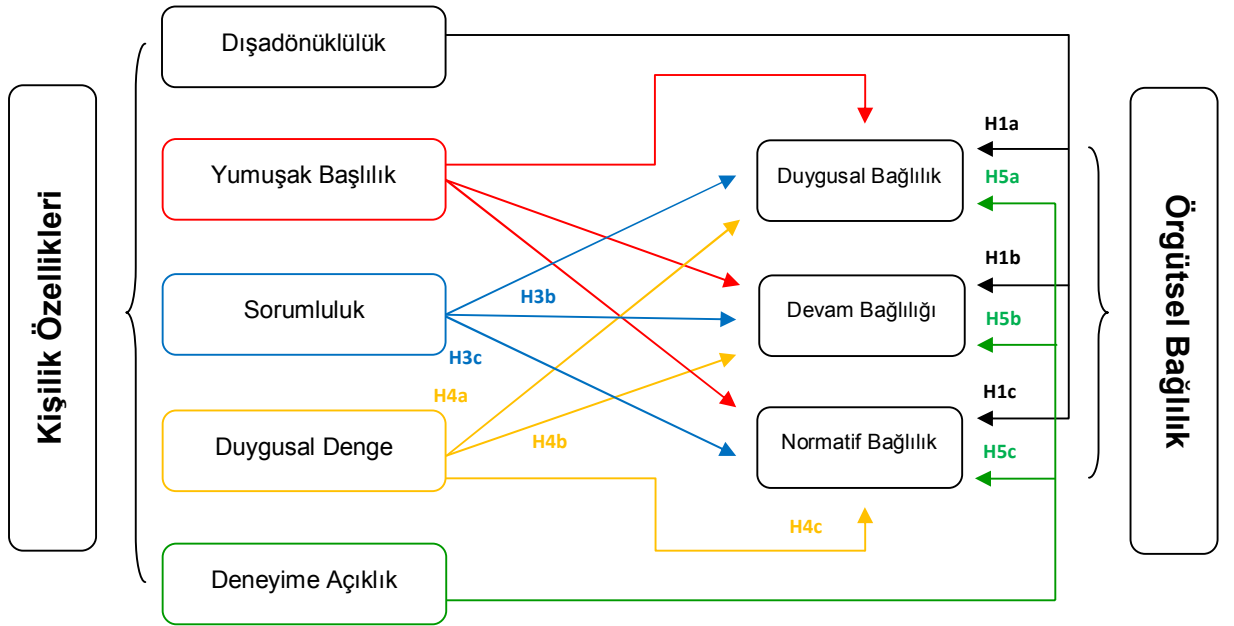 Kişilik Özellikleri
Dışadönüklülük
Yumuşak Başlılık
Sorumluluk
Duygusal Denge
Deneyime Açıklık
H3b
H3c
H4a
H4b
H4c
Duygusal Bağlılık
Devam Bağlılığı
Normatif Bağlılık
H1a
H5a
H1b
H5b
H1c
H5c
Örgütsel Bağlılık